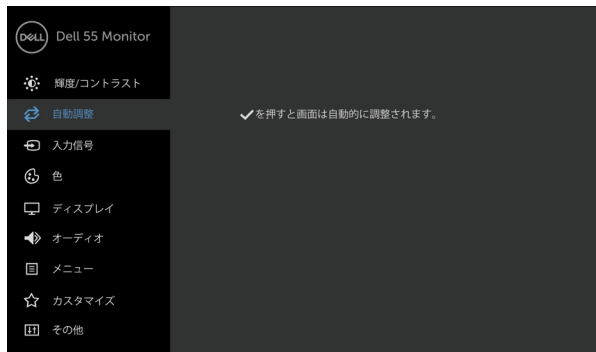 DELL
Dell 55 Monitor
輝度/コントラスト
自動調整
✓を押すと画面は自動的に調整されます。
入力信号
色
ディスプレイ
オーディオ
メニュー
カスタマイズ
その他